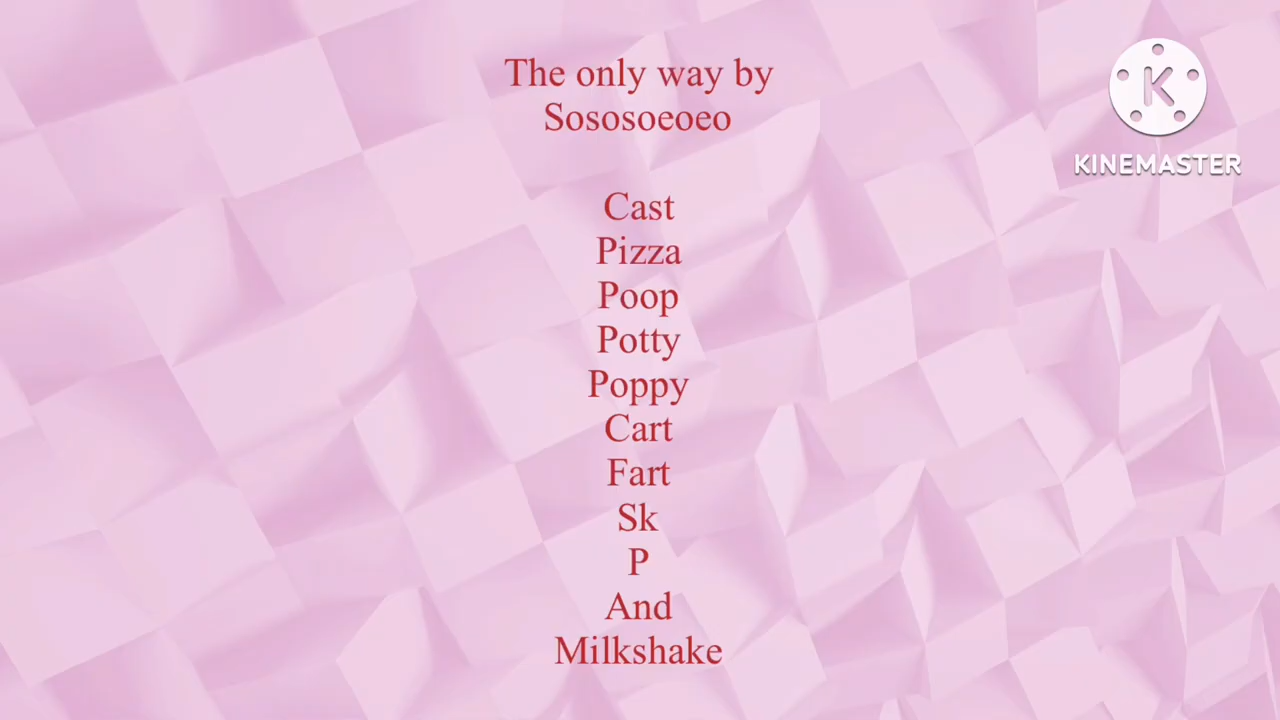 The only way by
Sososoeoeo
Cast
Pizza
Poop
Potty
Poppy
Cart
Fart
Sk
P
And
Milkshake
K
KINEMASTER